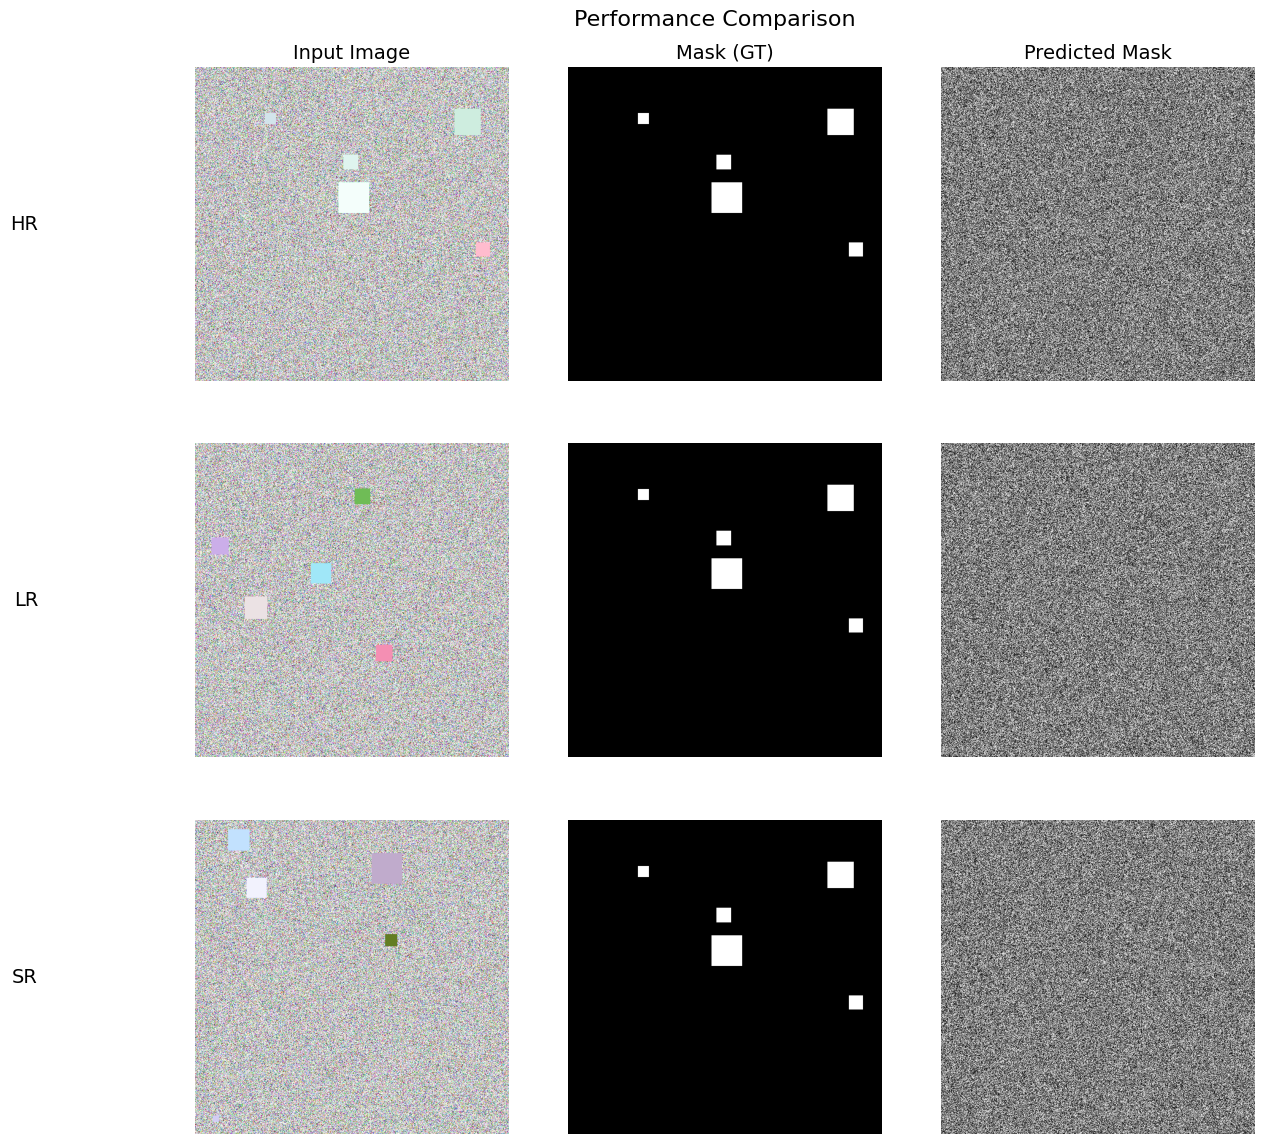 Performance Comparison
Input Image
Mask (GT)
Predicted Mask
HR
LR
SR